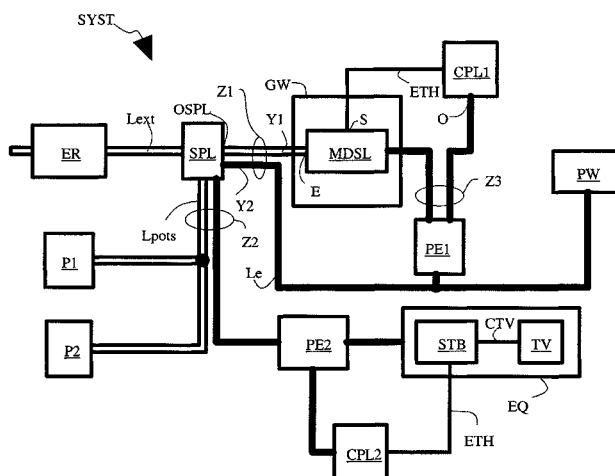 SYST
CPL1
GW
ETH
Z1
OSPL
Y1
S
O
Lext
ER
SPL
MDSL
PW
Y2
E
Z3
Lpots
Z2
P1
PE1
Le
P2
PE2
CTV
STB
TV
EQ
ETH
CPL2